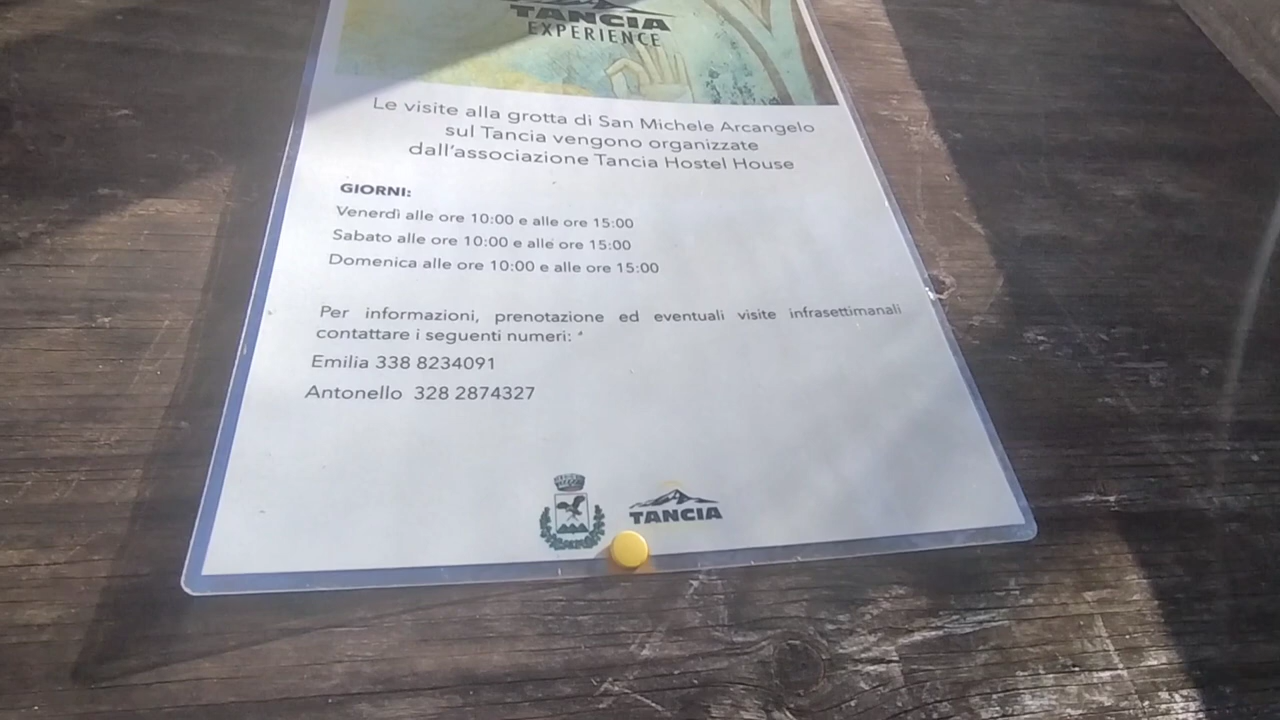 TANCIA
EXPERIENCE
Le visite alla grotta di San Michele Arcangelo
sul Tancia vengono organizzate
dall'associazione Tancia Hostel House
GIORNI:
Venerdì alle ore 10:00 e alle ore 15:00
Sabato alle ore 10:00 e alle ore 15:00
Domenica alle ore 10:00 e alle ore 15:00
Per informazioni, prenotazione ed eventuali visite infrasettimanali
contattare i seguenti numeri:
Emilia 338 8234091
Antonello 328 2874327
TANCIA